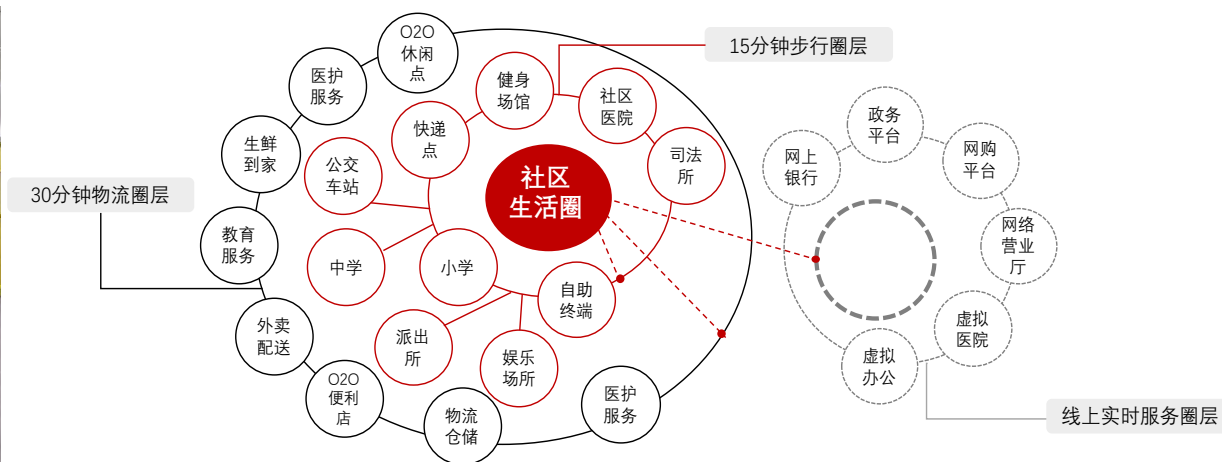 O2O
休闲
点
15分钟步行圈层
医护
服务
健身
场馆
社区
医院
政务
平台
快递
点
生鲜
到家
司法
所
网上
银行
网购
平台
公交
车站
社区
生活圈
30分钟物流圈层
教育
服务
中学
小学
网络
营业
厅
自助
终端
外卖
配送
派出
所
娱乐
场所
虚拟
医院
虚拟
办公
O2O
便利
店
物流
仓储
医护
服务
线上实时服务圈层